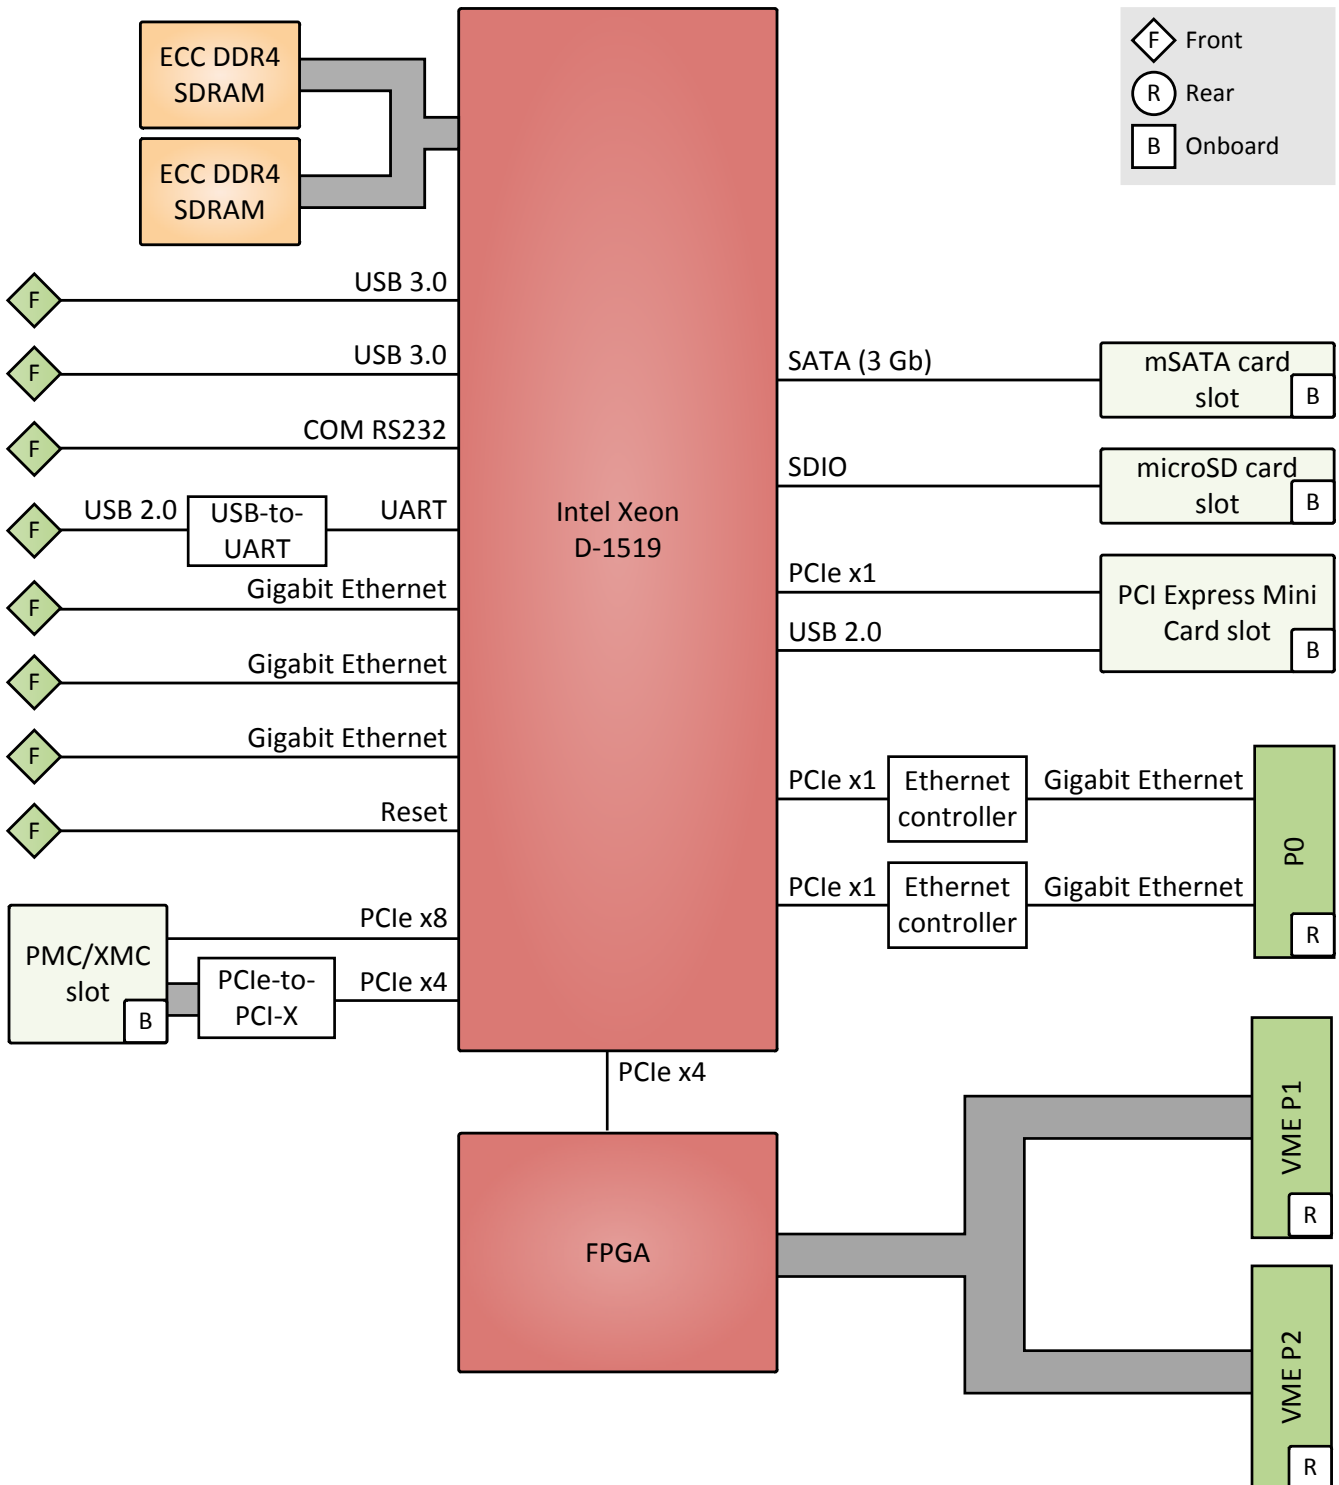 ECC DDR4
SDRAM
ECC DDR4
SDRAM
F Front
R Rear
B Onboard
F
USB 3.0
F
USB 3.0
F
COM RS232
F
USB 2.0
USB-to-
UART
UART
F
Gigabit Ethernet
F
Gigabit Ethernet
F
Gigabit Ethernet
F
Reset
PMC/XMC
slot
B
PCIe x8
PCIe-to-
PCI-X
PCIe x4
Intel Xeon
D-1519
SATA (3 Gb)
mSATA card
slot
B
SDIO
microSD card
slot
B
PCIe x1
USB 2.0
PCI Express Mini
Card slot
B
PCIe x1
Ethernet
controller
Gigabit Ethernet
PCIe x1
Ethernet
controller
Gigabit Ethernet
P0
R
PCIe x4
FPGA
VME P1
R
VME P2
R